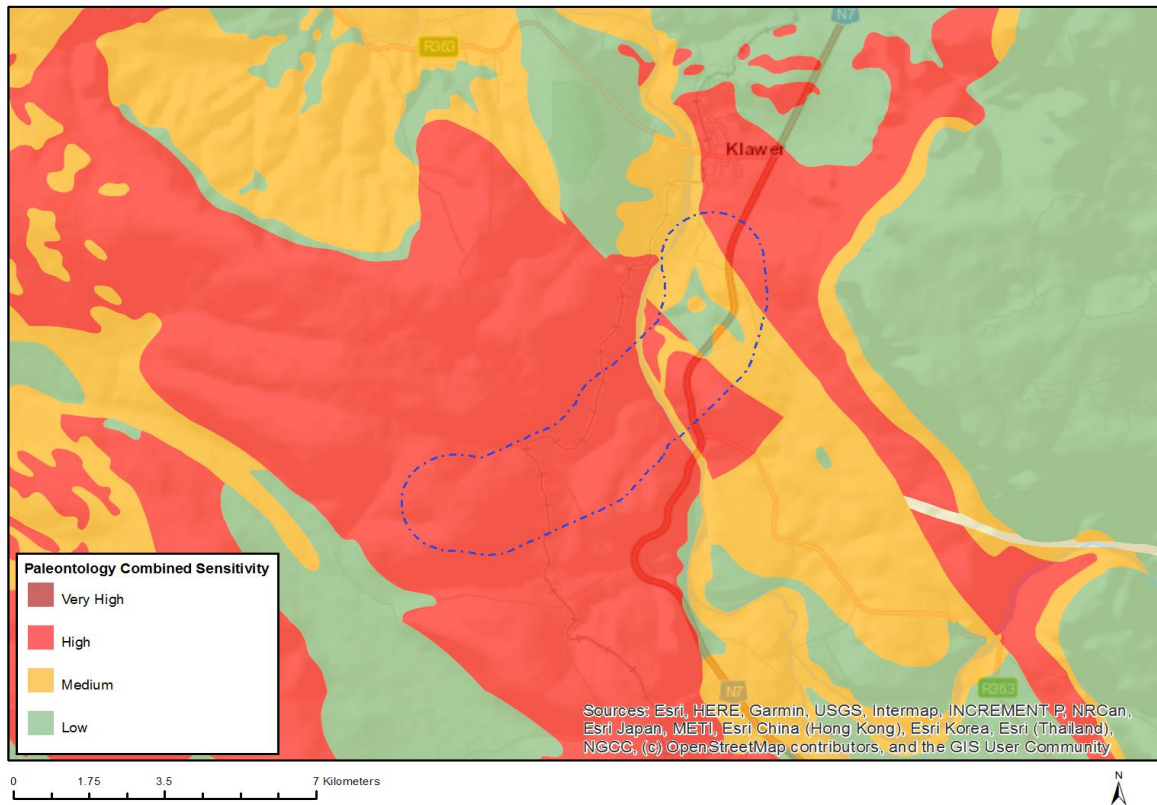 N7
R363
Klawer
Paleontology Combined Sensitivity
Very High
High
Medium
Low
R363
N7
Sources: Esri, HERE, Garmin, USGS, Intermap, INCREMENT P, NRCan,
Esri Japan, METI, Esri China (Hong Kong), Esri Korea, Esri (Thailand),
NGCC, (c) OpenStreetMap contributors, and the GIS User Community
0 1.75 3.5 7 Kilometers
N